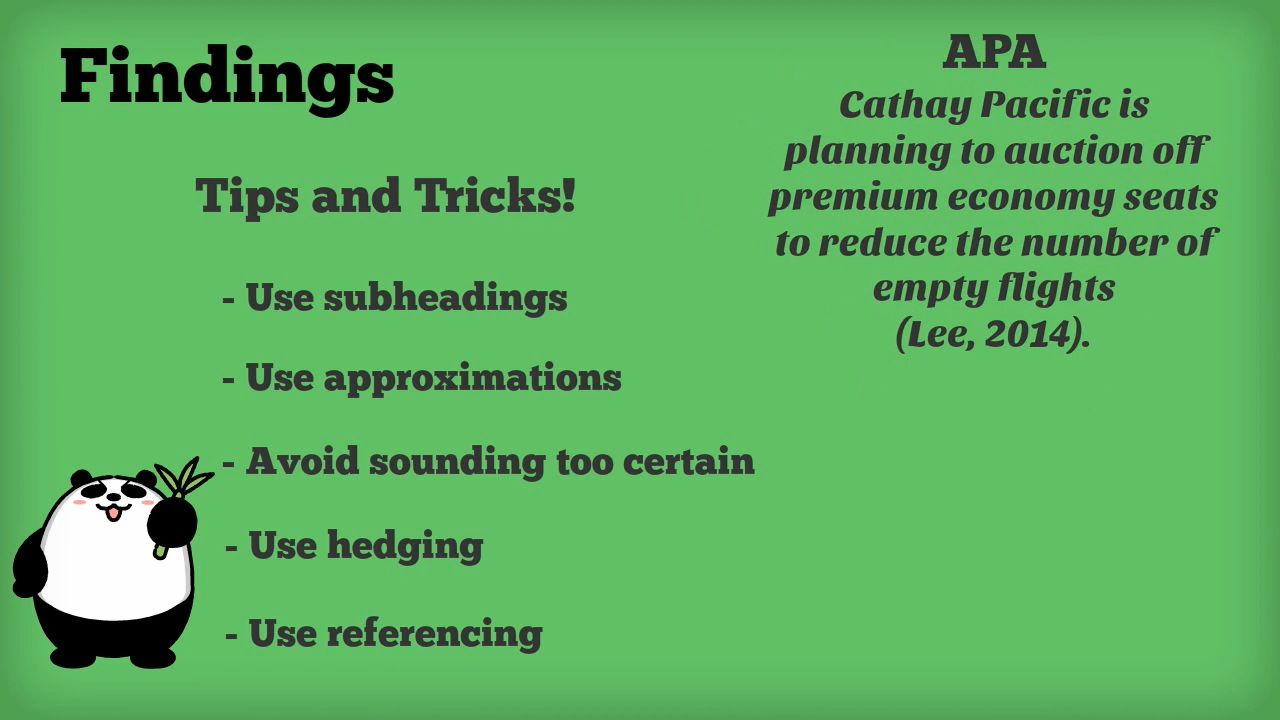 Findings
Tips and Tricks!
- Use subheadings
- Use approximations
- Avoid sounding too certain
- Use hedging
- Use referencing
APA
Cathay Pacific is
planning to auction off
premium economy seats
to reduce the number of
empty flights
(Lee, 2014).